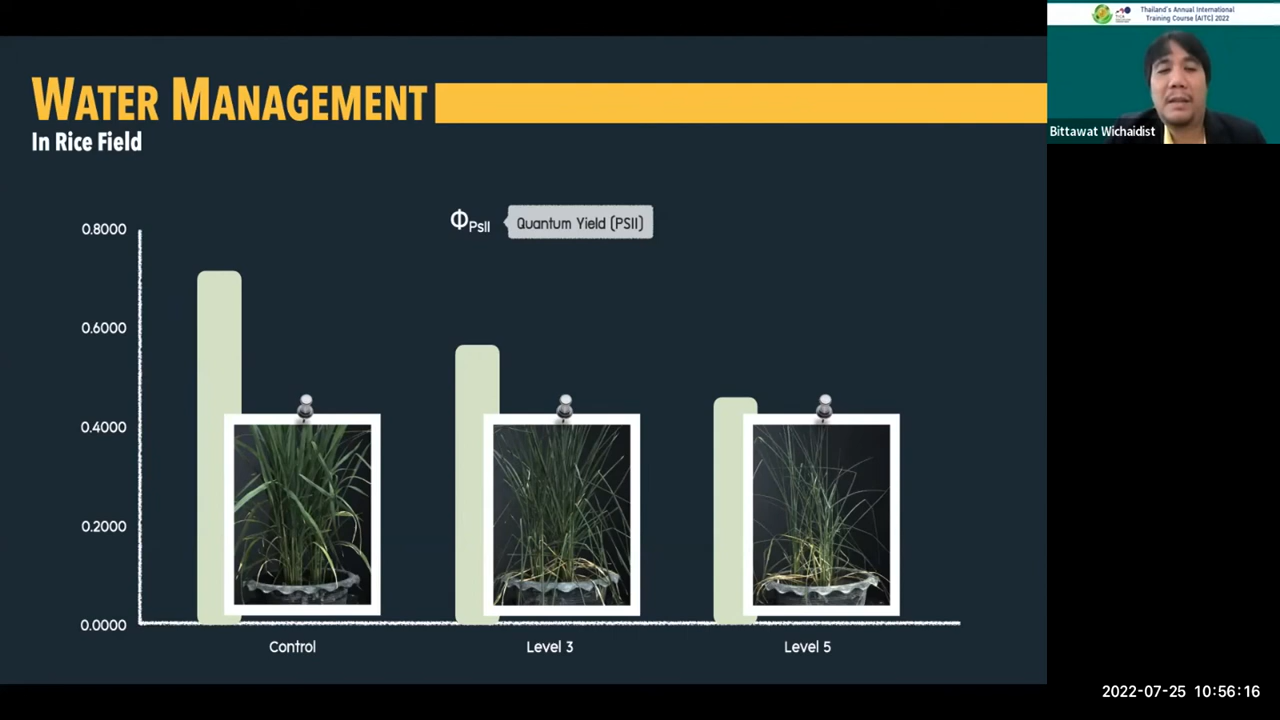 WATER MANAGEMENT
In Rice Field
ΦPsII
Quantum Yield (PSII)
0.8000
0.6000
0.4000
0.2000
0.0000
Control
Level 3
Level 5
Thailand's Annual International
Training Course (AITC) 2022
Bittawat Wichaidist
2022-07-25 10:56:16